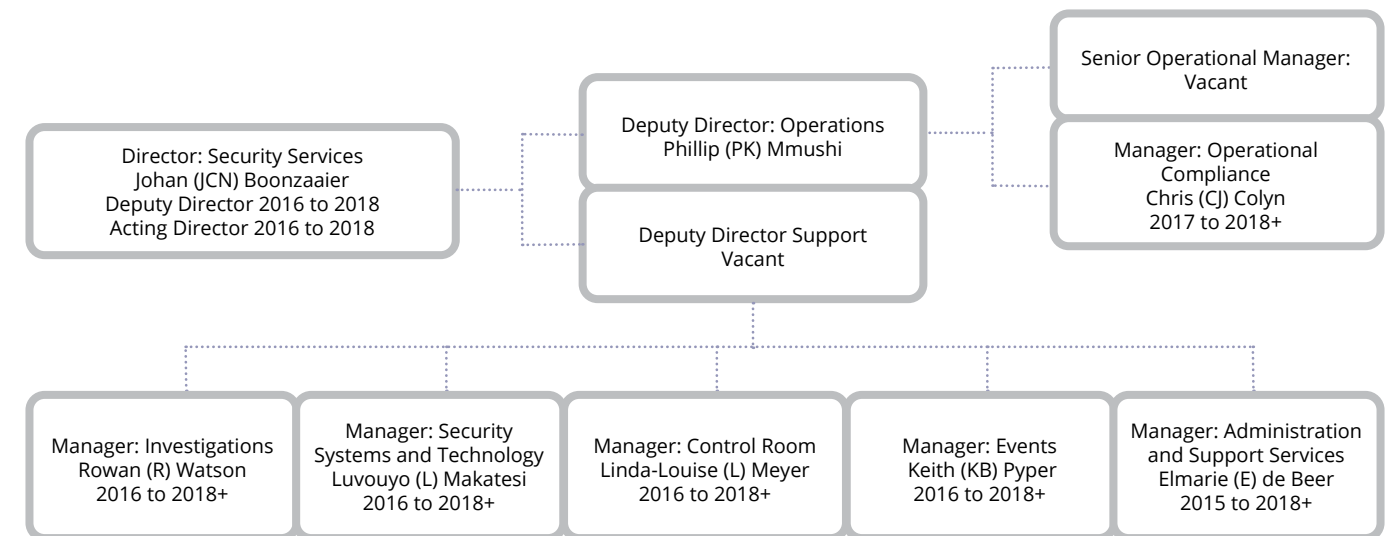 Director: Security Services
Johan (JCN) Boonzaaier
Deputy Director 2016 to 2018
Acting Director 2016 to 2018
Deputy Director: Operations
Phillip (PK) Mmushi
Deputy Director Support
Vacant
Senior Operational Manager:
Vacant
Manager: Operational
Compliance
Chris (CJ) Colyn
2017 to 2018+
Manager: Investigations
Rowan (R) Watson
2016 to 2018+
Manager: Security
Systems and Technology
Luvouyo (L) Makatesi
2016 to 2018+
Manager: Control Room
Linda-Louise (L) Meyer
2016 to 2018+
Manager: Events
Keith (KB) Pyper
2016 to 2018+
Manager: Administration
and Support Services
Elmarie (E) de Beer
2015 to 2018+